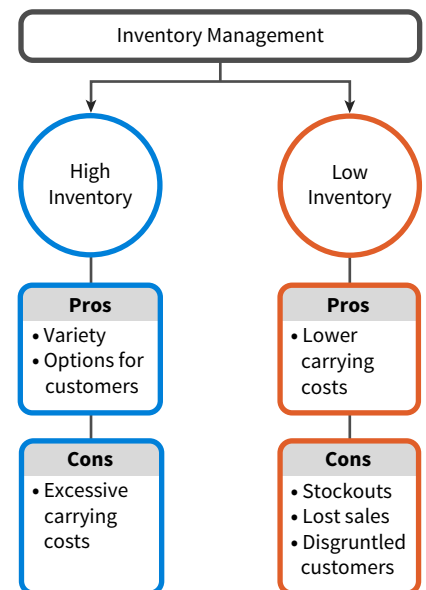 Inventory Management
High
Inventory
Pros
• Variety
• Options for
customers
Cons
• Excessive
carrying
costs
Low
Inventory
Pros
• Lower
carrying
costs
Cons
• Stockouts
• Lost sales
• Disgruntled
customers